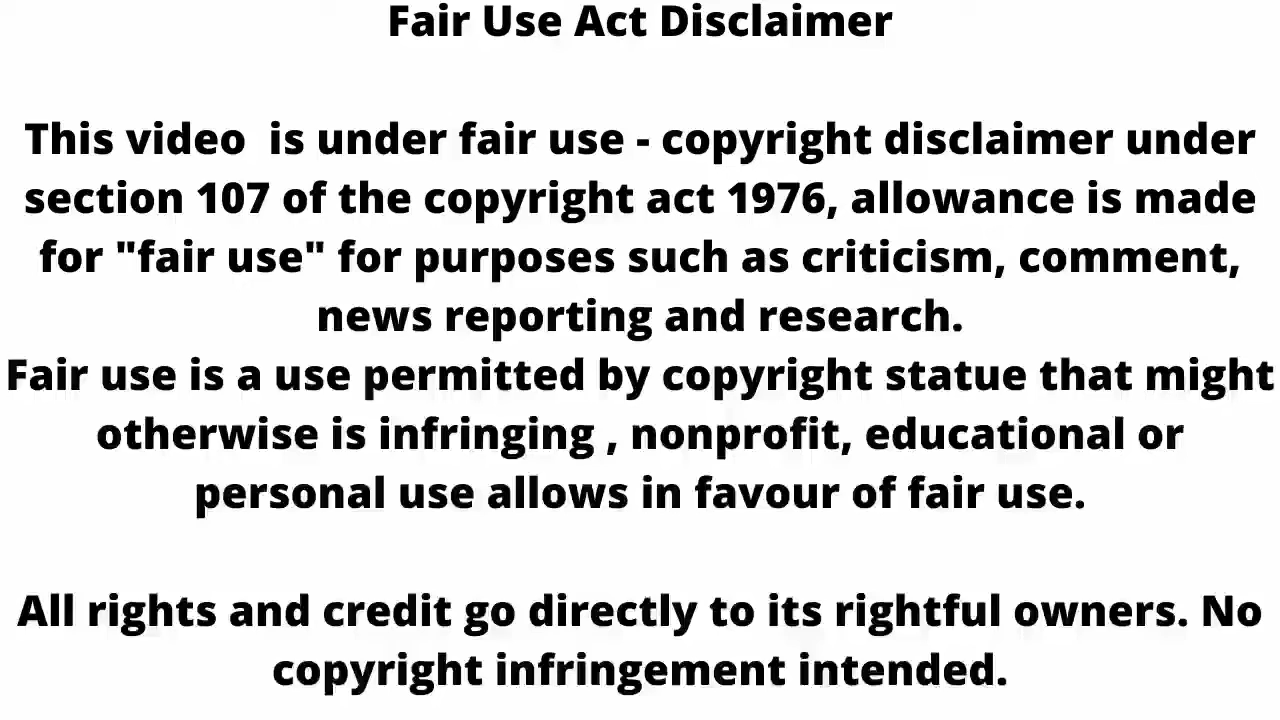 Fair Use Act Disclaimer
This video  is under fair use - copyright disclaimer under
section 107 of the copyright act 1976, allowance is made
for "fair use" for purposes such as criticism, comment,
news reporting and research.
Fair use is a use permitted by copyright statue that might
otherwise is infringing , nonprofit, educational or
personal use allows in favour of fair use.
All rights and credit go directly to its rightful owners. No
copyright infringement intended.